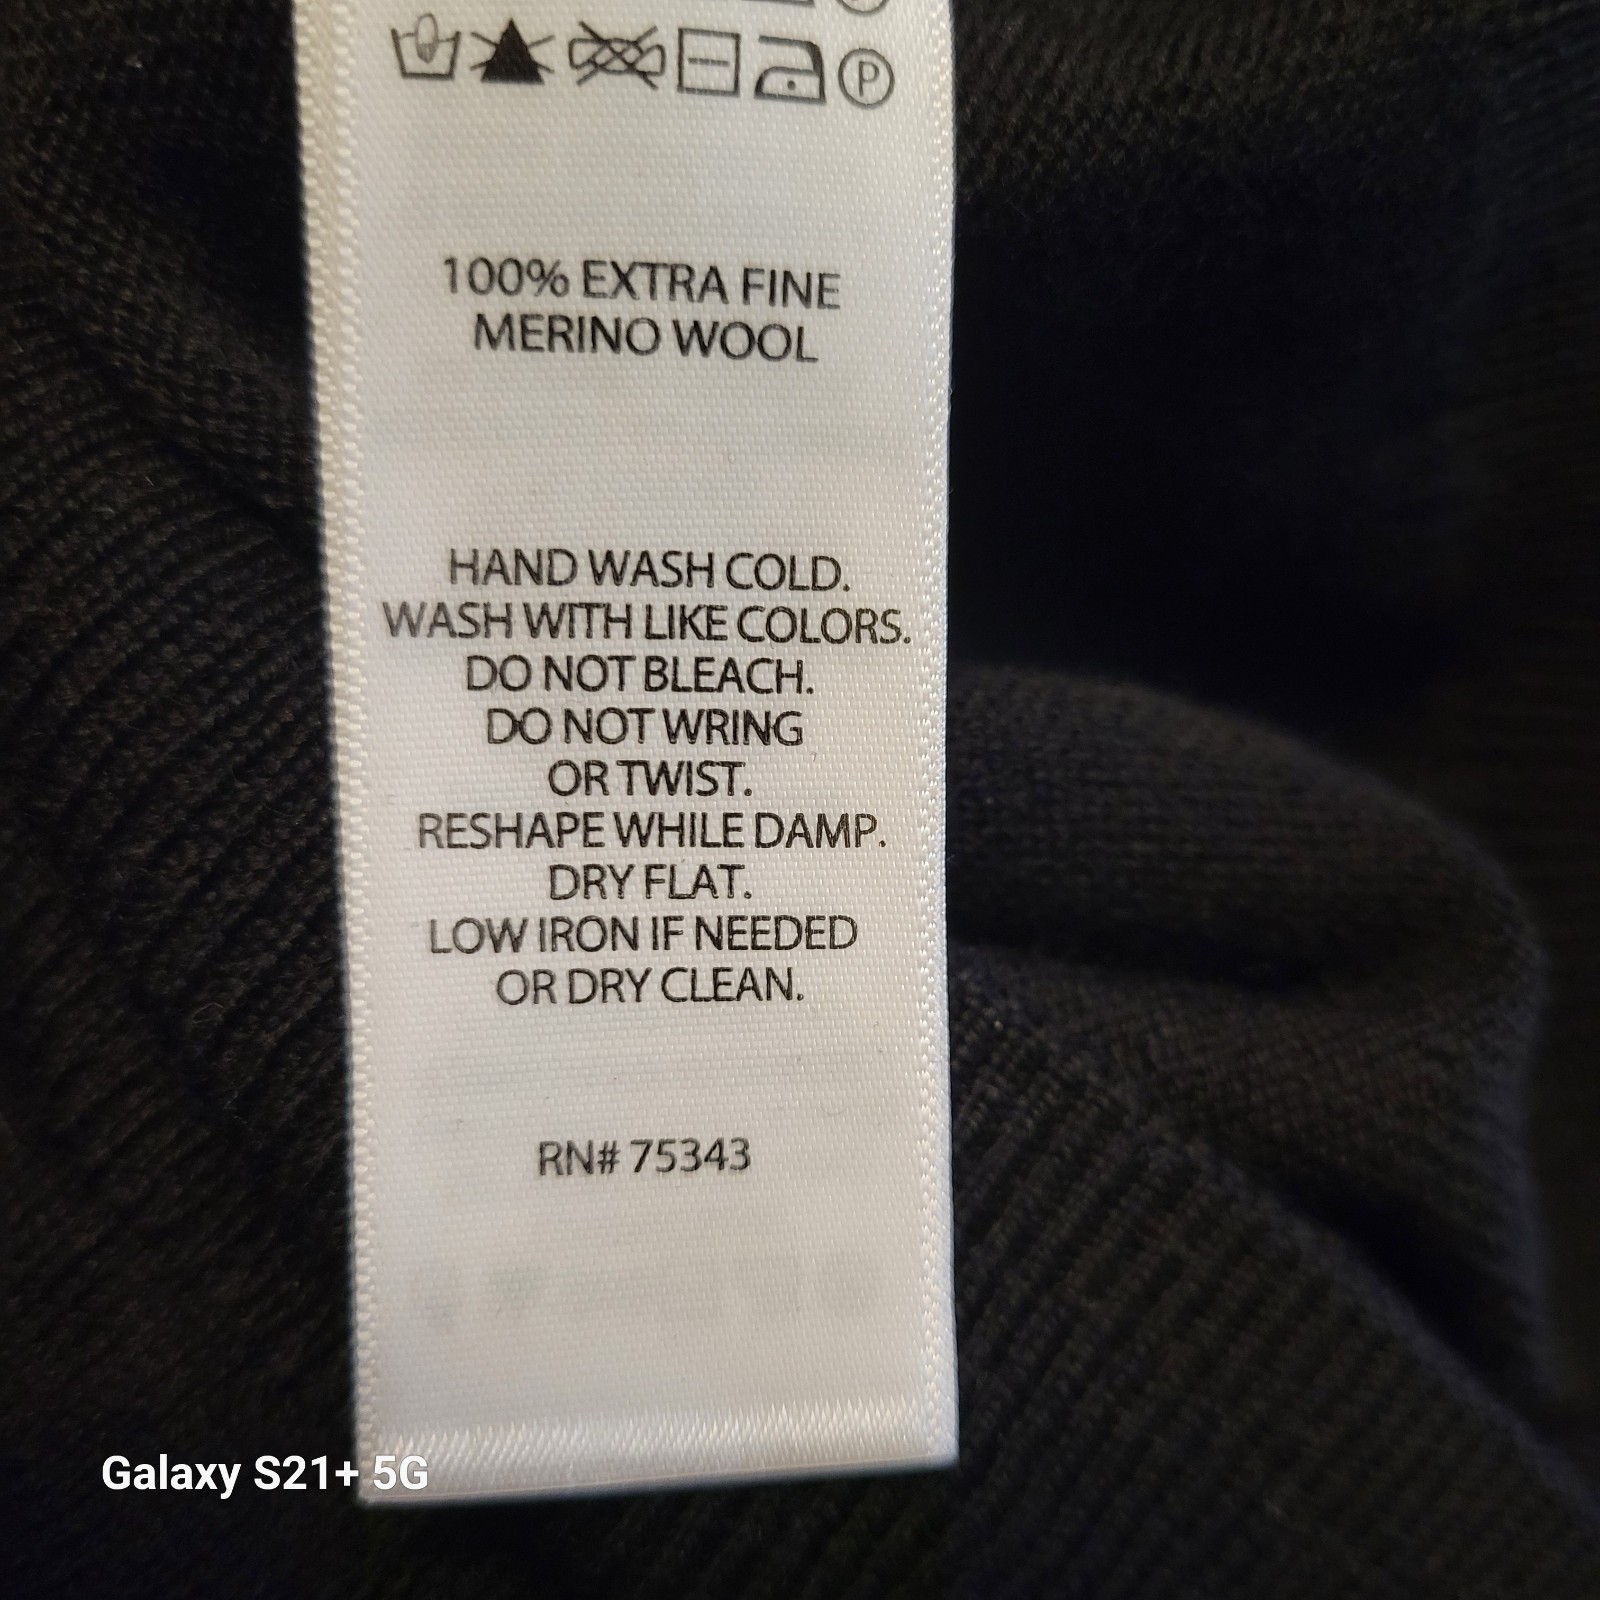 P
100% EXTRA FINE
MERINO WOOL
HAND WASH COLD.
WASH WITH LIKE COLORS.
DO NOT BLEACH.
DO NOT WRING
OR TWIST.
RESHAPE WHILE DAMP.
DRY FLAT.
LOW IRON IF NEEDED
OR DRY CLEAN.
RN# 75343
Galaxy S21+ 5G